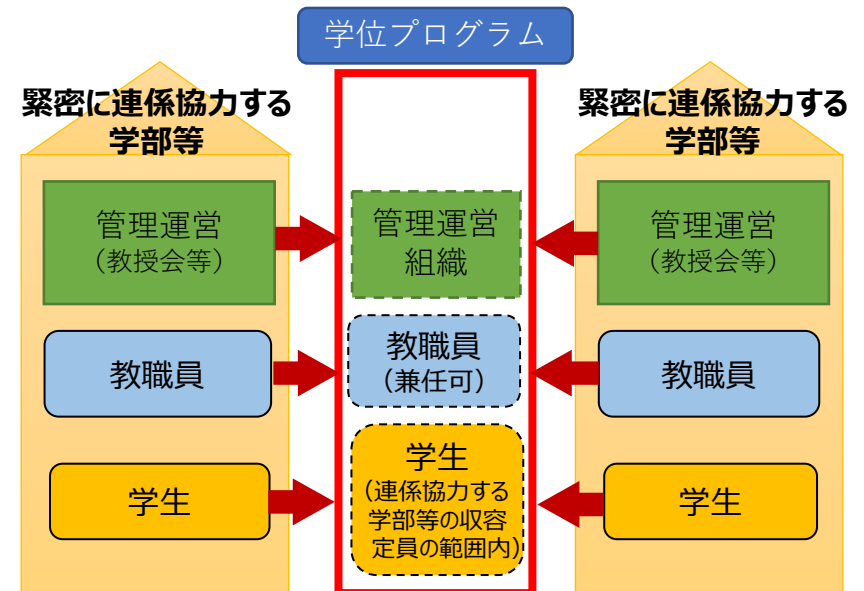 学位プログラム
緊密に連係協力する
学部等
管理運営
（教授会等）
教職員
学生
管理運営
組織
教職員
（兼任可）
学生
（連係協力する
学部等の収容
定員の範囲内）
緊密に連係協力する
学部等
管理運営
（教授会等）
教職員
学生